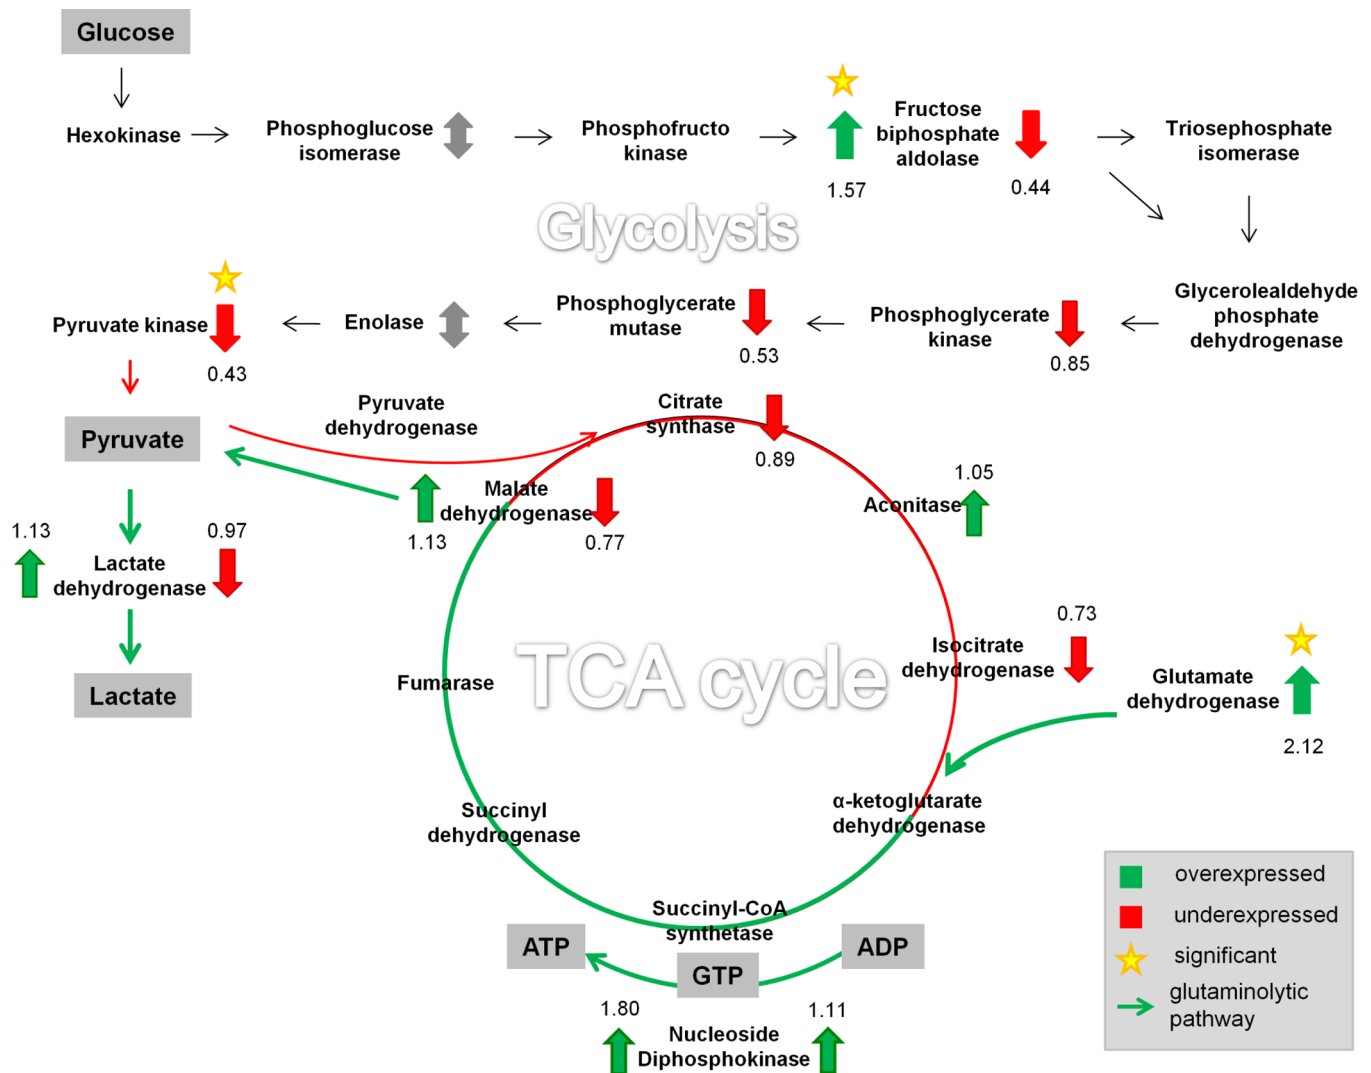 Glucose
Hexokinase
Phosphoglucose
isomerase
Phosphofructo
kinase
1.57
Fructose
biphosphate
aldolase
0.44
Triosephosphate
isomerase
Glycolysis
Pyruvate kinase
0.43
Enolase
Phosphoglycerate
mutase
0.53
Phosphoglycerate
kinase
0.85
Glycerolealdehyde
phosphate
dehydrogenase
Pyruvate
Pyruvate
dehydrogenase
Citrate
synthase
0.89
1.13
Malate
dehydrogenase
0.77
1.05
Aconitase
1.13
Lactate
dehydrogenase
0.97
Lactate
TCA cycle
Fumarase
0.73
Isocitrate
dehydrogenase
Glutamate
dehydrogenase
2.12
Succinyl
dehydrogenase
α-ketoglutarate
dehydrogenase
Succinyl-CoA
synthetase
ATP
GTP
ADP
1.80
Nucleoside
Diphosphokinase
1.11
overexpressed
underexpressed
significant
glutaminolytic
pathway